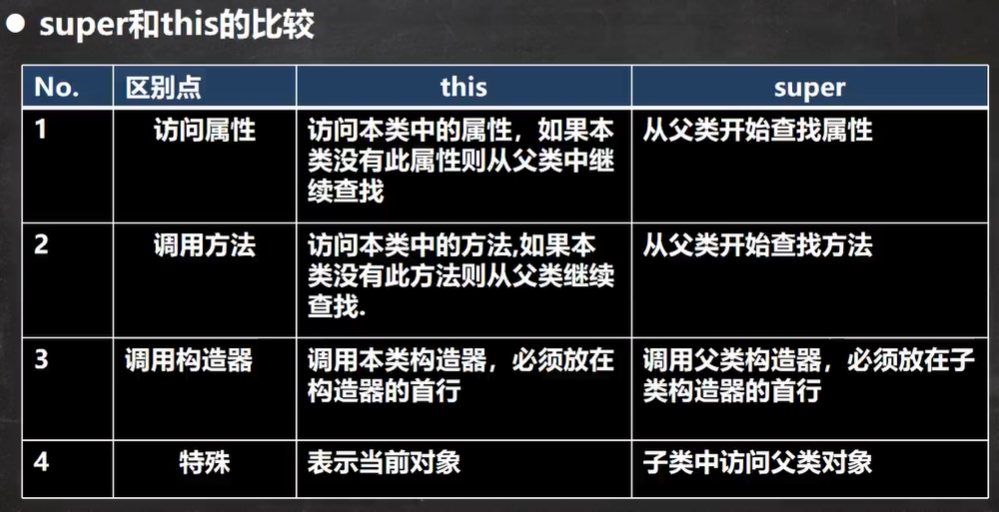 ● super和this的比较
No. 区别点 this super
1 访问属性 访问本类中的属性，如果本类没有此属性则从父类中继续查找 从父类开始查找属性
2 调用方法 访问本类中的方法,如果本类没有此方法则从父类继续查找. 从父类开始查找方法
3 调用构造器 调用本类构造器，必须放在构造器的首行 调用父类构造器，必须放在子类构造器的首行
4 特殊 表示当前对象 子类中访问父类对象